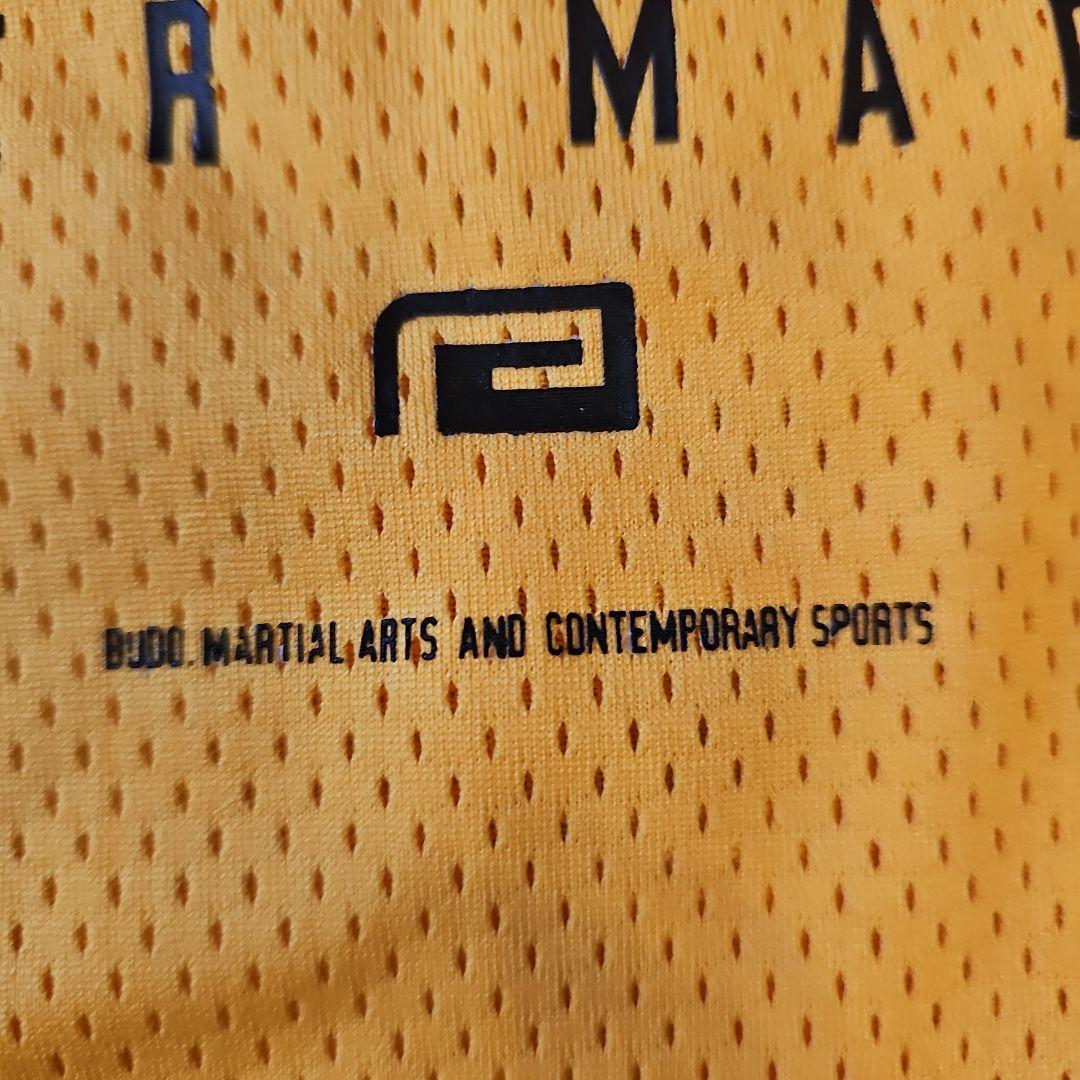 R MA
BUDO. MARTIAL ARTS AND CONTEMPORARY SPORTS